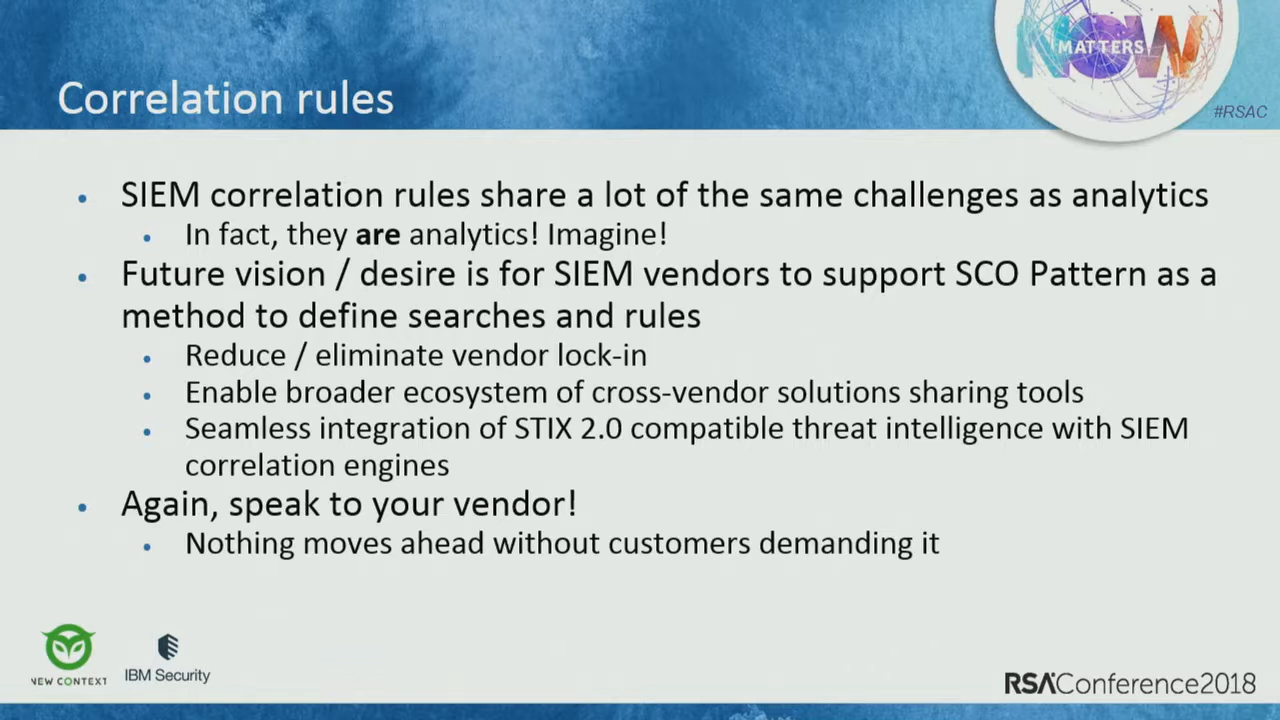 NOW
MATTERS
#RSAC
Correlation rules
• SIEM correlation rules share a lot of the same challenges as analytics
• In fact, they are analytics! Imagine!
• Future vision / desire is for SIEM vendors to support SCO Pattern as a
method to define searches and rules
• Reduce / eliminate vendor lock-in
• Enable broader ecosystem of cross-vendor solutions sharing tools
• Seamless integration of STIX 2.0 compatible threat intelligence with SIEM
correlation engines
• Again, speak to your vendor!
• Nothing moves ahead without customers demanding it
NEW CONTEXT
IBM Security
RSAConference2018